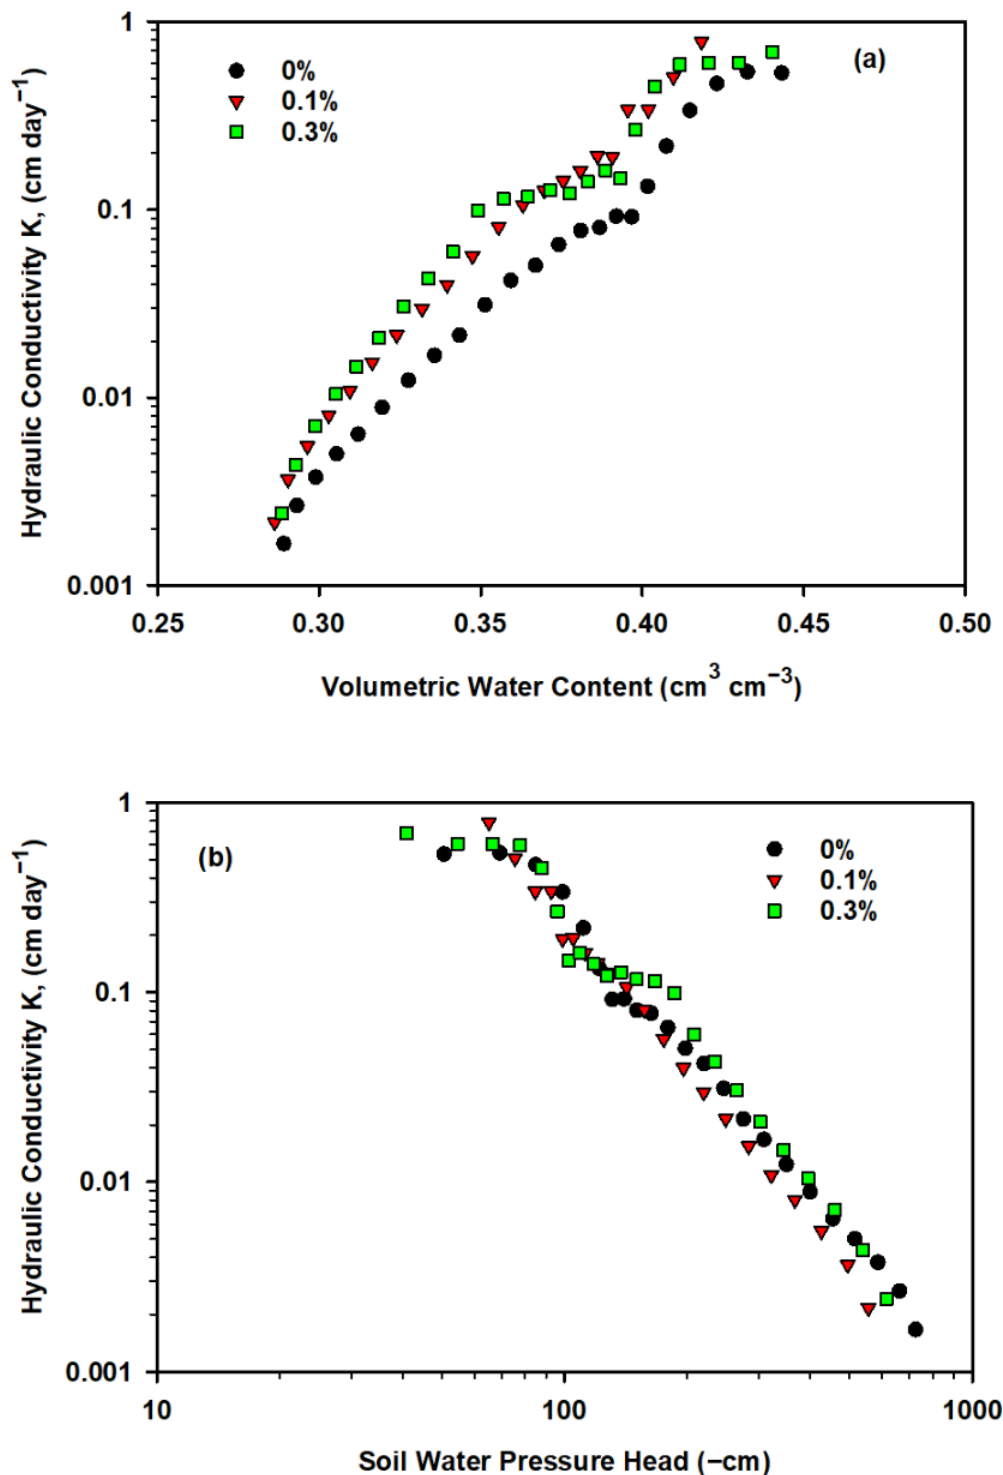 1
(a)
0%
0.1%
0.3%
0.1
0.01
0.001
Hydraulic Conductivity K, (cm day⁻¹)
0.25 0.30 0.35 0.40 0.45 0.50
Volumetric Water Content (cm³ cm⁻³)
1
(b)
0%
0.1%
0.3%
0.1
0.01
0.001
Hydraulic Conductivity K, (cm day⁻¹)
10 100 1000
Soil Water Pressure Head (−cm)